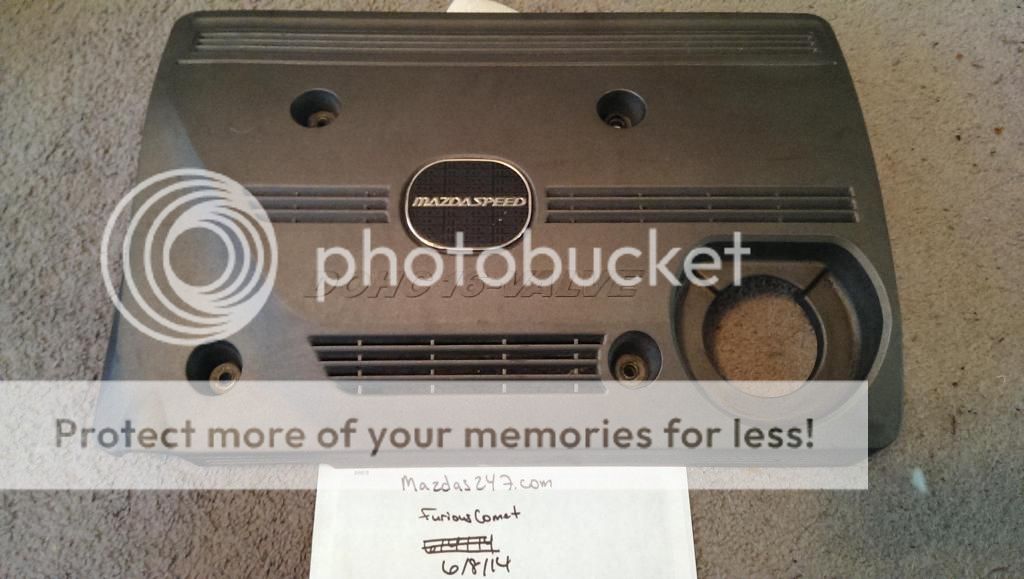 MAZDASPEED
photobucket
DOHC 16-VALVE
Protect more of your memories for less!
Mazdas247.com
FuriousComet
6/8/14